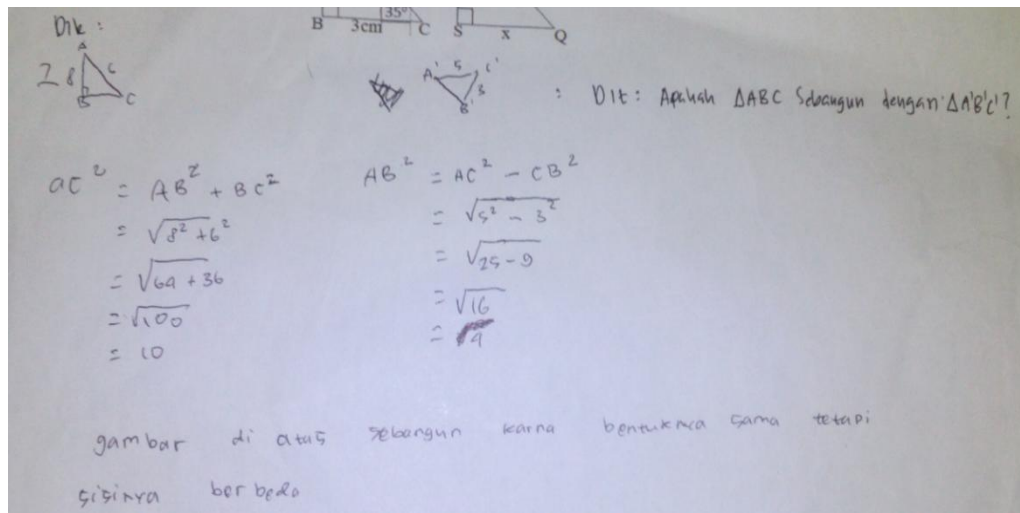 Dik :
35°
B 3cm C S x Q
A
2 8 C
B C
A' 5 C'
3
B'
: Dit: Apakah ΔABC Sebangun dengan ΔA'B'C'?
ac² = AB² + BC²
= √8² + 6²
= √64 + 36
= √100
= 10
AB² = AC² - CB²
= √5² - 3²
= √25 - 9
= √16
= 4
gambar di atas sebangun karna bentuknya sama tetapi
sisinya berbeda